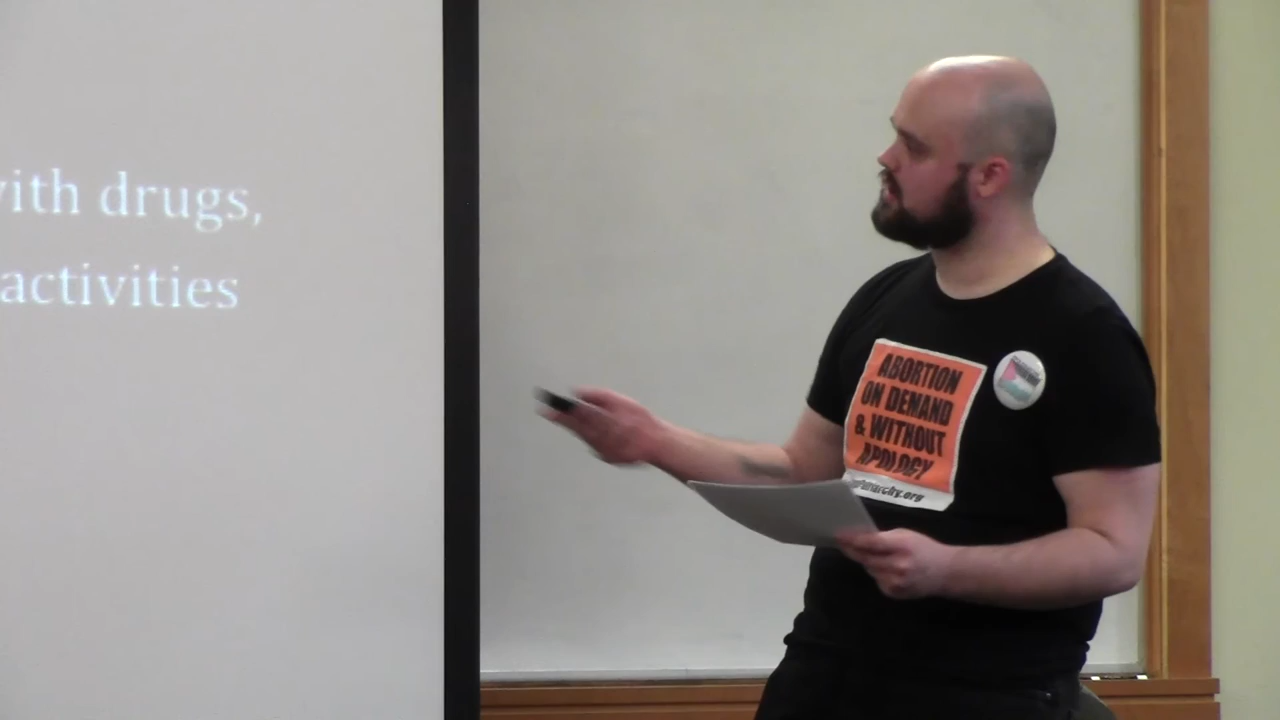 with drugs,
activities
ABORTION
ON DEMAND
& WITHOUT
APOLOGY